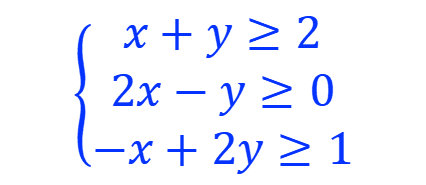 x + y ≥ 2
2x − y ≥ 0
−x + 2y ≥ 1